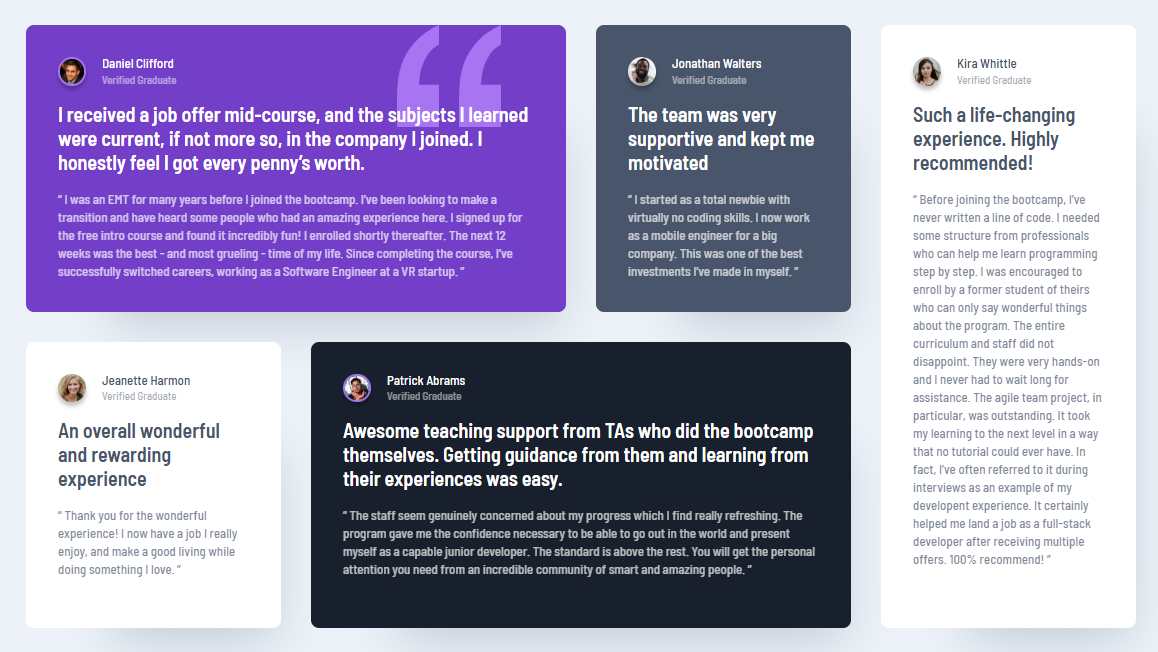 Daniel Clifford
Verified Graduate
I received a job offer mid-course, and the subjects I learned
were current, if not more so, in the company I joined. I
honestly feel I got every penny’s worth.
“ I was an EMT for many years before I joined the bootcamp. I’ve been looking to make a
transition and have heard some people who had an amazing experience here. I signed up for
the free intro course and found it incredibly fun! I enrolled shortly thereafter. The next 12
weeks was the best - and most grueling - time of my life. Since completing the course, I’ve
successfully switched careers, working as a Software Engineer at a VR startup. ”
Jonathan Walters
Verified Graduate
The team was very
supportive and kept me
motivated
“ I started as a total newbie with
virtually no coding skills. I now work
as a mobile engineer for a big
company. This was one of the best
investments I’ve made in myself. ”
Kira Whittle
Verified Graduate
Such a life-changing
experience. Highly
recommended!
“ Before joining the bootcamp, I’ve
never written a line of code. I needed
some structure from professionals
who can help me learn programming
step by step. I was encouraged to
enroll by a former student of theirs
who can only say wonderful things
about the program. The entire
curriculum and staff did not
disappoint. They were very hands-on
and I never had to wait long for
assistance. The agile team project, in
particular, was outstanding. It took
my learning to the next level in a way
that no tutorial could ever have. In
fact, I’ve often referred to it during
interviews as an example of my
developent experience. It certainly
helped me land a job as a full-stack
developer after receiving multiple
offers. 100% recommend! ”
Jeanette Harmon
Verified Graduate
An overall wonderful
and rewarding
experience
“ Thank you for the wonderful
experience! I now have a job I really
enjoy, and make a good living while
doing something I love. ”
Patrick Abrams
Verified Graduate
Awesome teaching support from TAs who did the bootcamp
themselves. Getting guidance from them and learning from
their experiences was easy.
“ The staff seem genuinely concerned about my progress which I find really refreshing. The
program gave me the confidence necessary to be able to go out in the world and present
myself as a capable junior developer. The standard is above the rest. You will get the personal
attention you need from an incredible community of smart and amazing people. ”